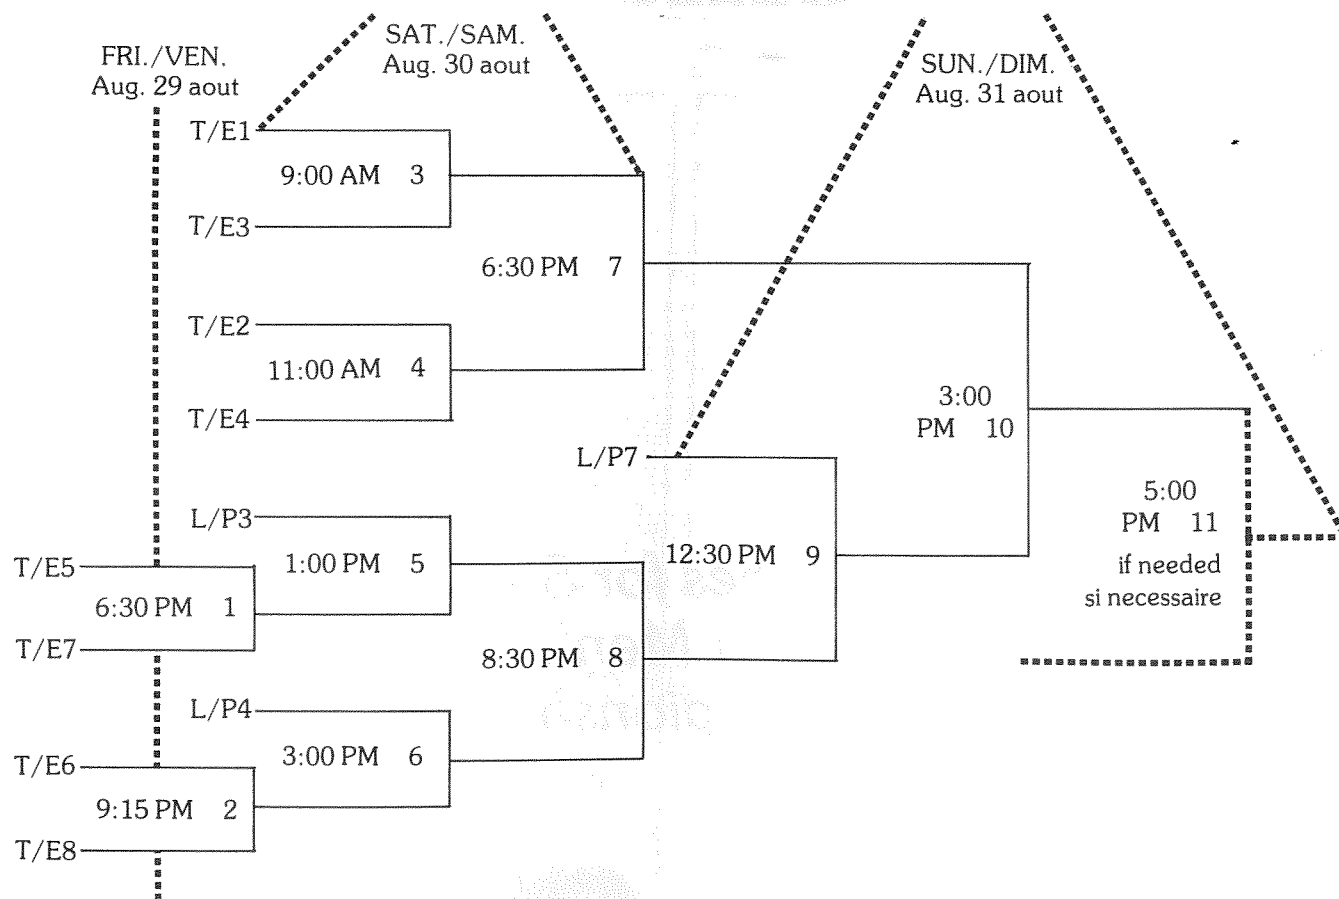 FRI./VEN.
Aug. 29 aout
SAT./SAM.
Aug. 30 aout
SUN./DIM.
Aug. 31 aout
T/E1
9:00 AM 3
T/E3
6:30 PM 7
T/E2
11:00 AM 4
T/E4
3:00
PM 10
L/P7
5:00
PM 11
if needed
si necessaire
L/P3
T/E5
1:00 PM 5
12:30 PM 9
6:30 PM 1
T/E7
8:30 PM 8
L/P4
T/E6
3:00 PM 6
9:15 PM 2
T/E8